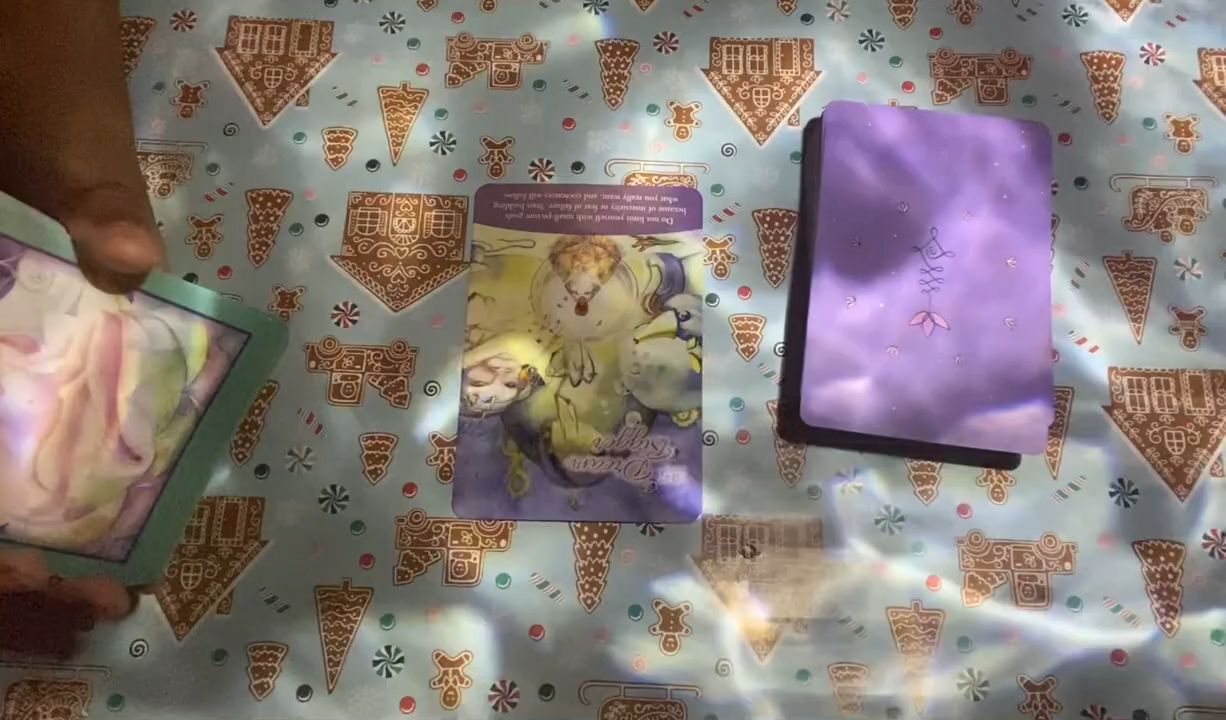 Dream
Bigger
Do not limit yourself with small-picture goals
because of insecurity or fear of failure. Start building
what you really want, and cocreators will follow.